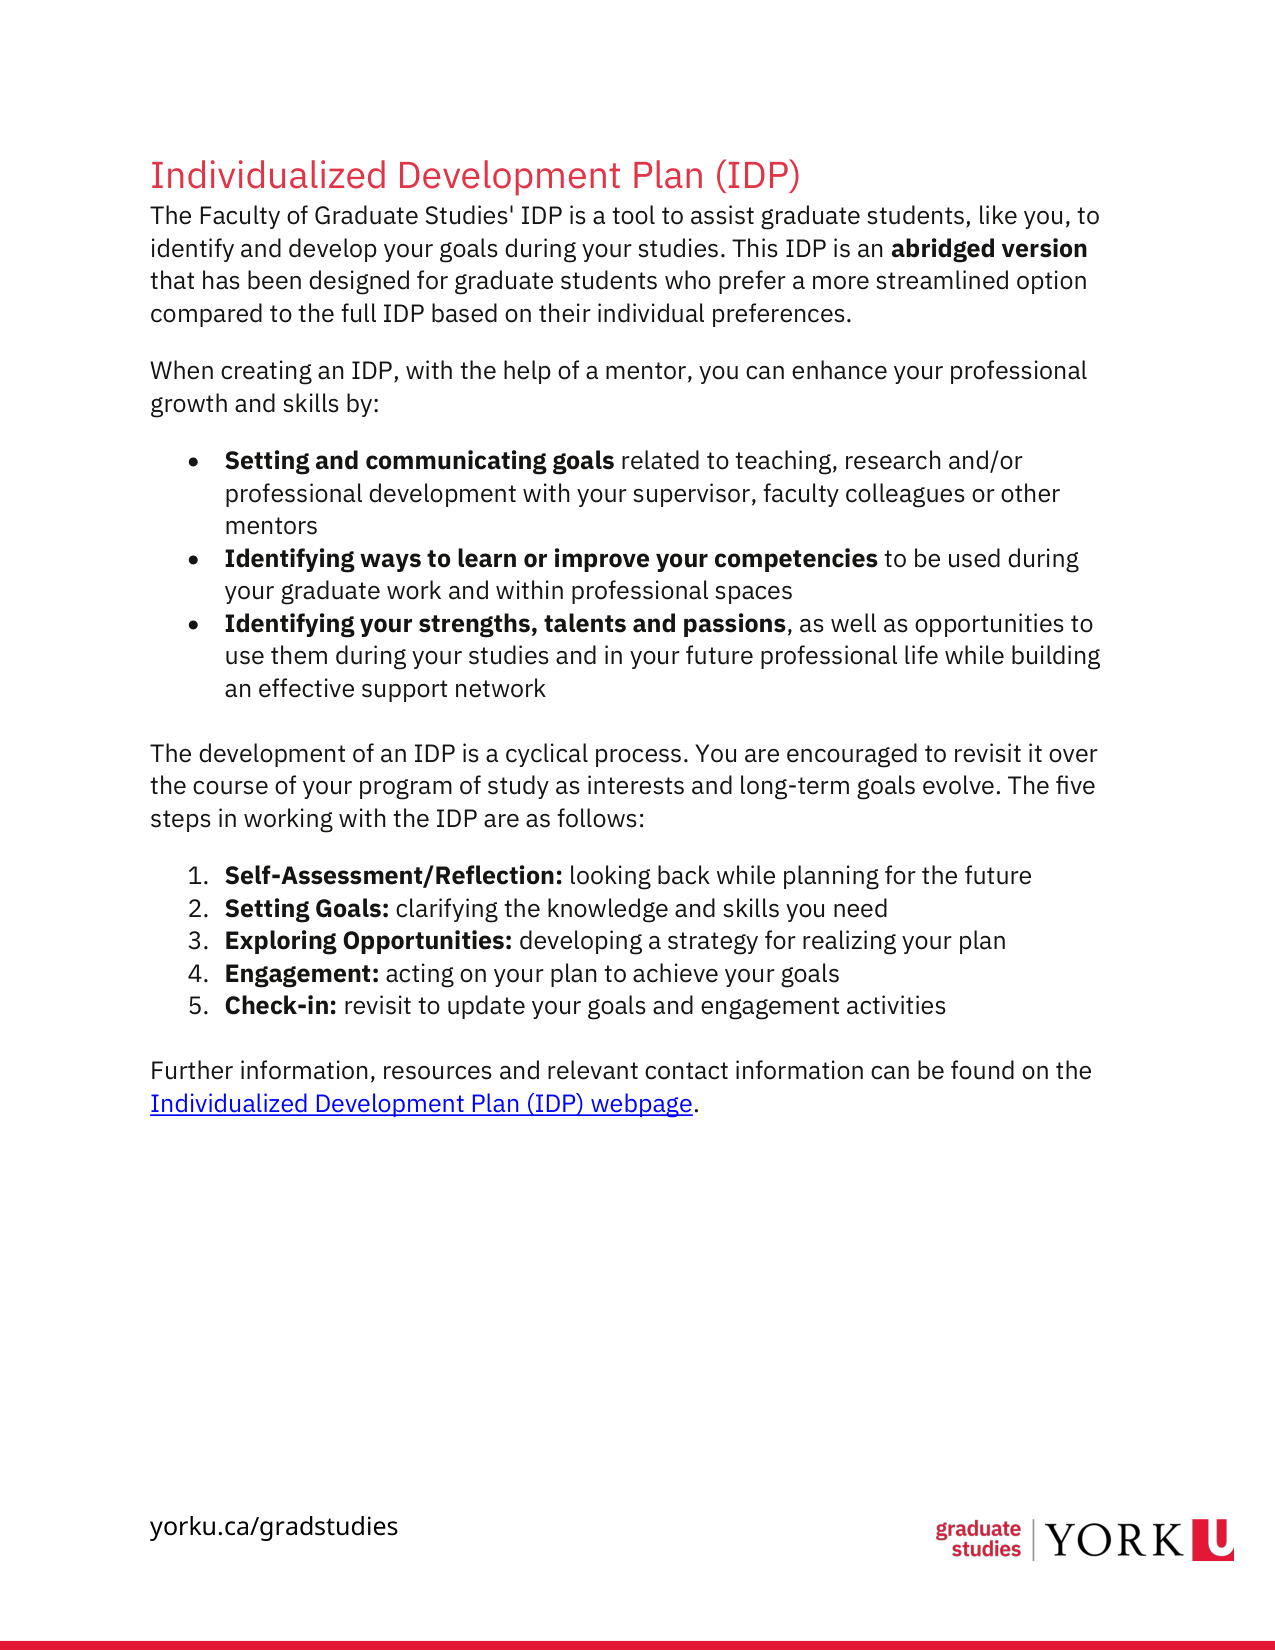 Individualized Development Plan (IDP)
The Faculty of Graduate Studies' IDP is a tool to assist graduate students, like you, to
identify and develop your goals during your studies. This IDP is an abridged version
that has been designed for graduate students who prefer a more streamlined option
compared to the full IDP based on their individual preferences.
When creating an IDP, with the help of a mentor, you can enhance your professional
growth and skills by:
• Setting and communicating goals related to teaching, research and/or
professional development with your supervisor, faculty colleagues or other
mentors
• Identifying ways to learn or improve your competencies to be used during
your graduate work and within professional spaces
• Identifying your strengths, talents and passions, as well as opportunities to
use them during your studies and in your future professional life while building
an effective support network
The development of an IDP is a cyclical process. You are encouraged to revisit it over
the course of your program of study as interests and long-term goals evolve. The five
steps in working with the IDP are as follows:
1. Self-Assessment/Reflection: looking back while planning for the future
2. Setting Goals: clarifying the knowledge and skills you need
3. Exploring Opportunities: developing a strategy for realizing your plan
4. Engagement: acting on your plan to achieve your goals
5. Check-in: revisit to update your goals and engagement activities
Further information, resources and relevant contact information can be found on the
Individualized Development Plan (IDP) webpage.
yorku.ca/gradstudies
graduate
studies
YORK U